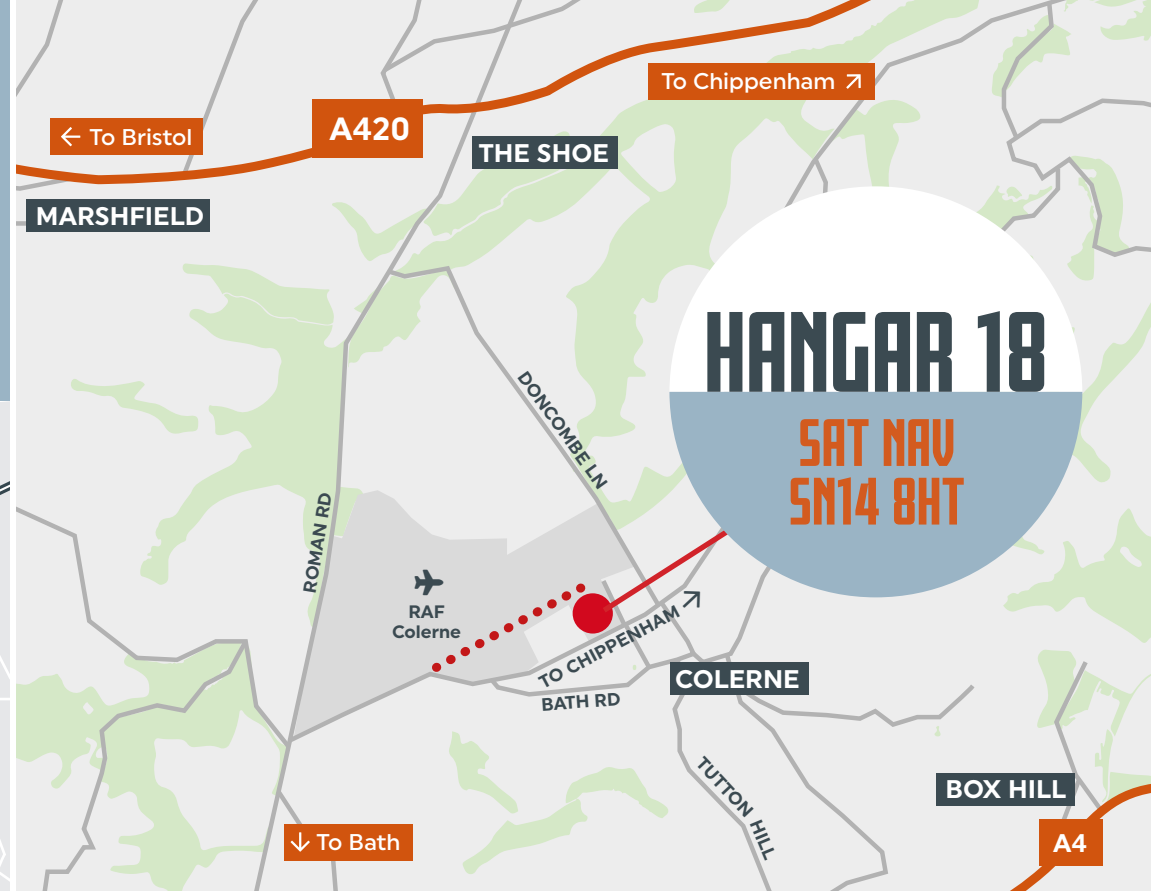 To Chippenham ↗
A420
← To Bristol
THE SHOE
MARSHFIELD
HANGAR 18
SAT NAV
SN14 8HT
DONCOMBE LN
ROMAN RD
RAF
Colerne
TO CHIPPENHAM ↗
COLERNE
BATH RD
TUTTON HILL
BOX HILL
↓ To Bath
A4